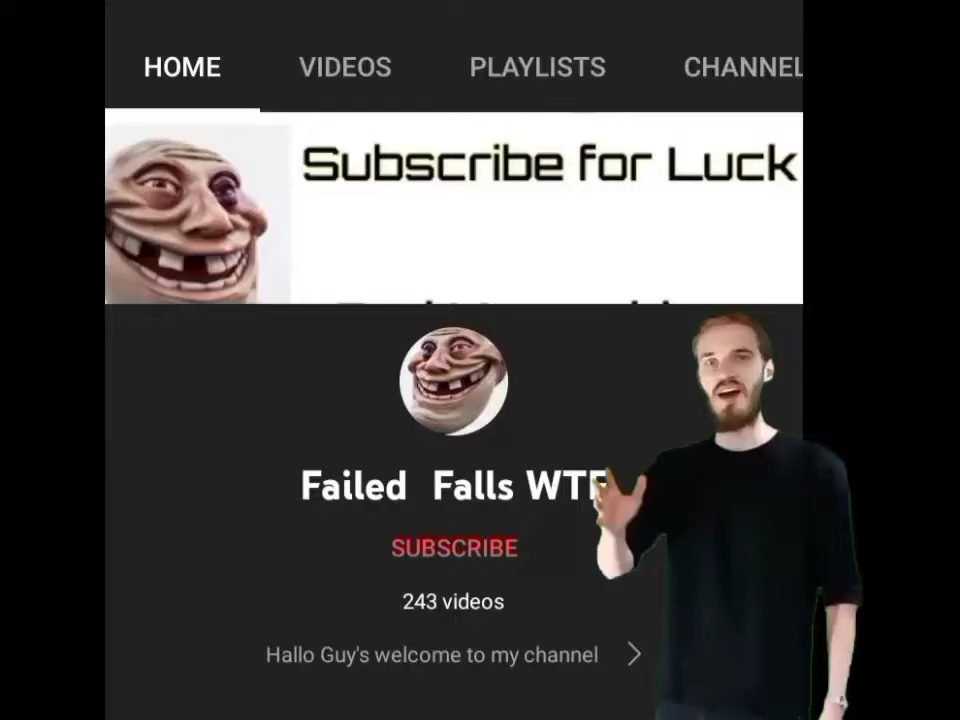 HOME VIDEOS PLAYLISTS CHANNEL
Subscribe for Luck
Failed Falls WTF
SUBSCRIBE
243 videos
Hallo Guy's welcome to my channel